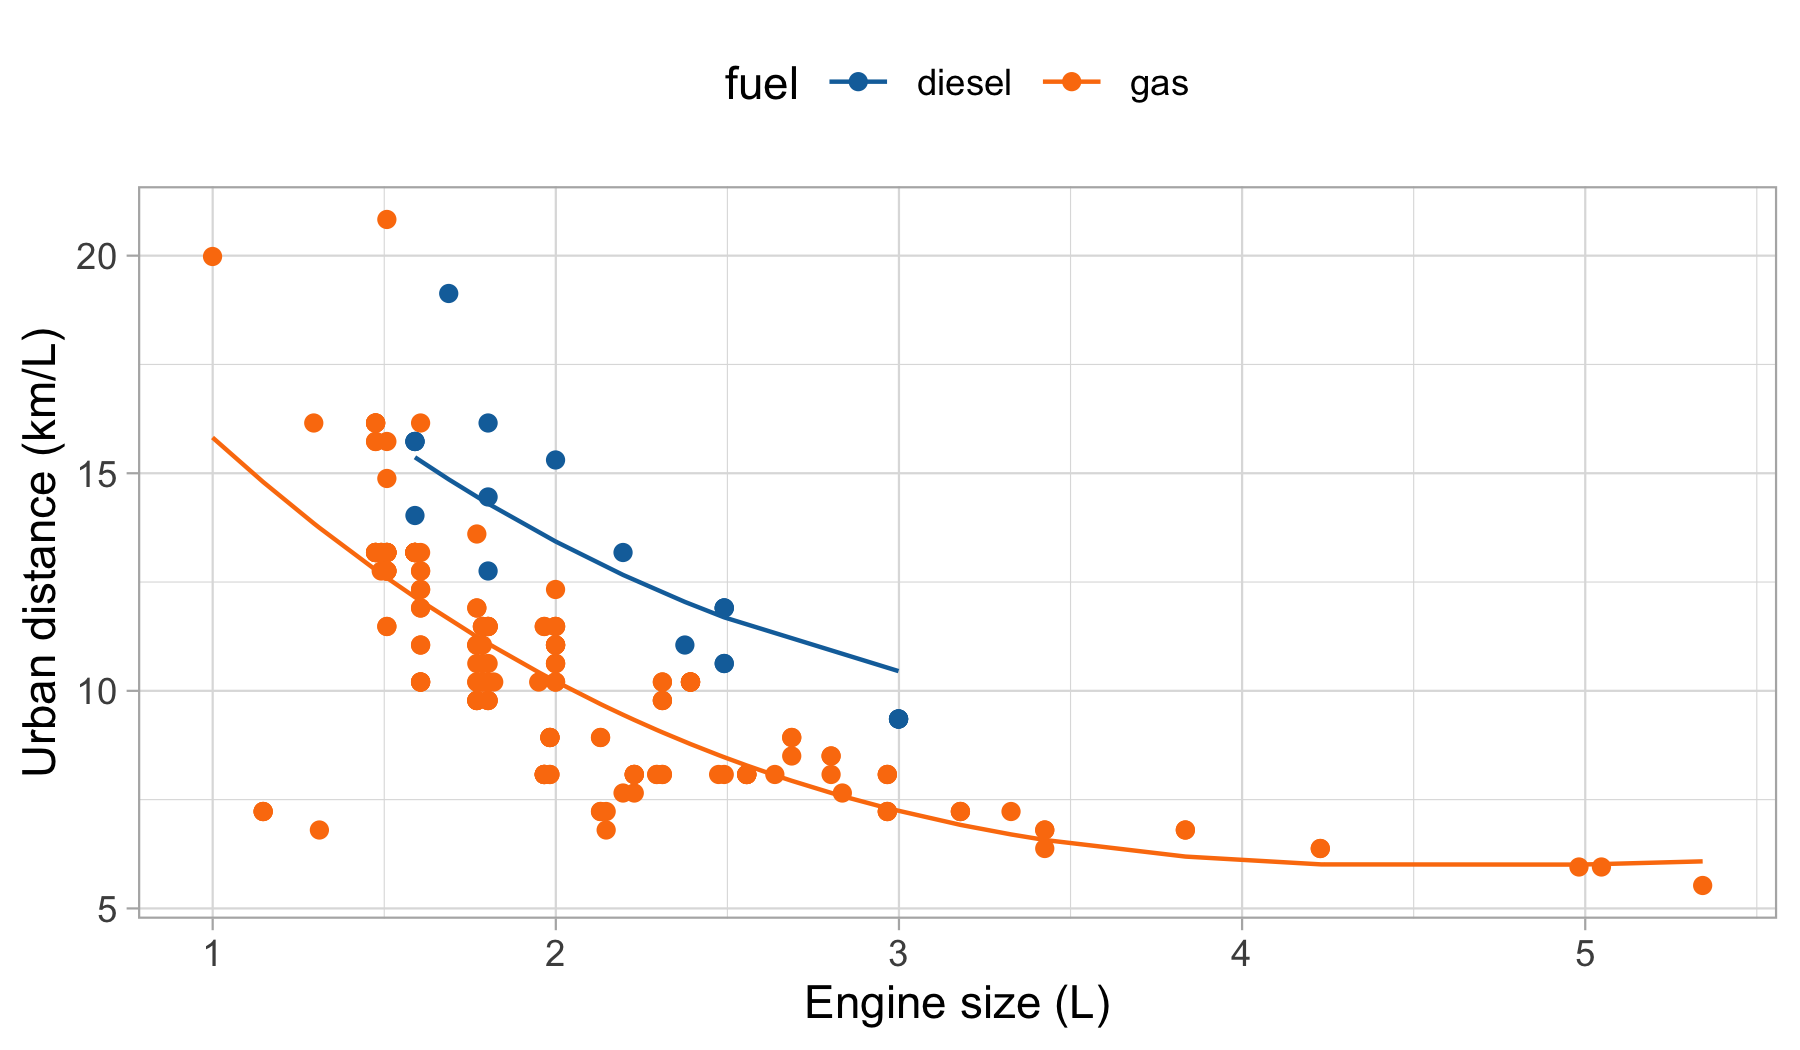 fuel diesel gas
20
15
10
5
Urban distance (km/L)
1 2 3 4 5
Engine size (L)